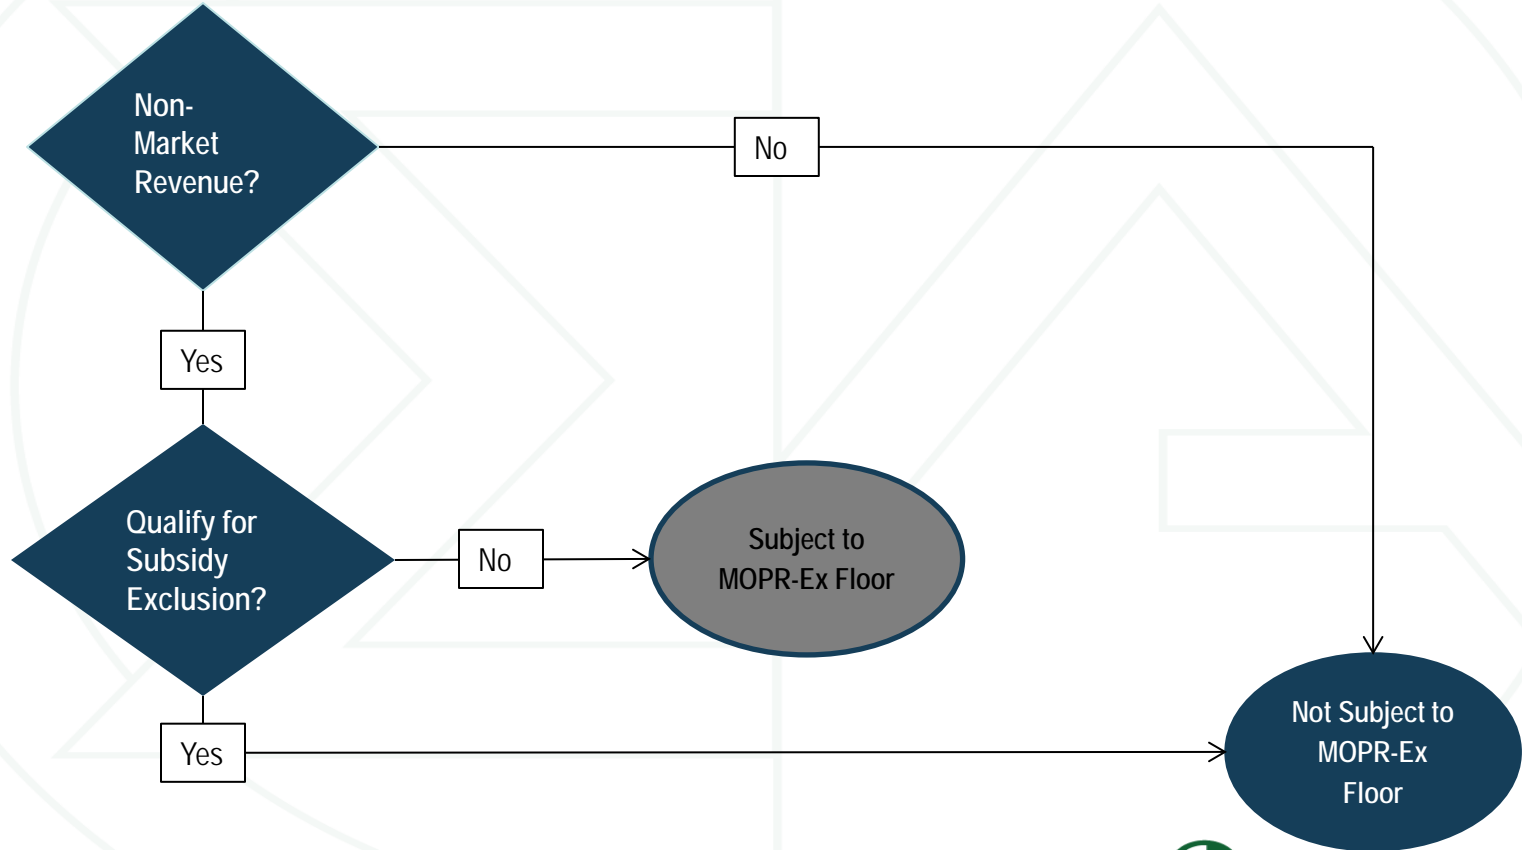 Non-
Market
Revenue?
No
Yes
Qualify for
Subsidy
Exclusion?
No
Subject to
MOPR-Ex Floor
Yes
Not Subject to
MOPR-Ex
Floor